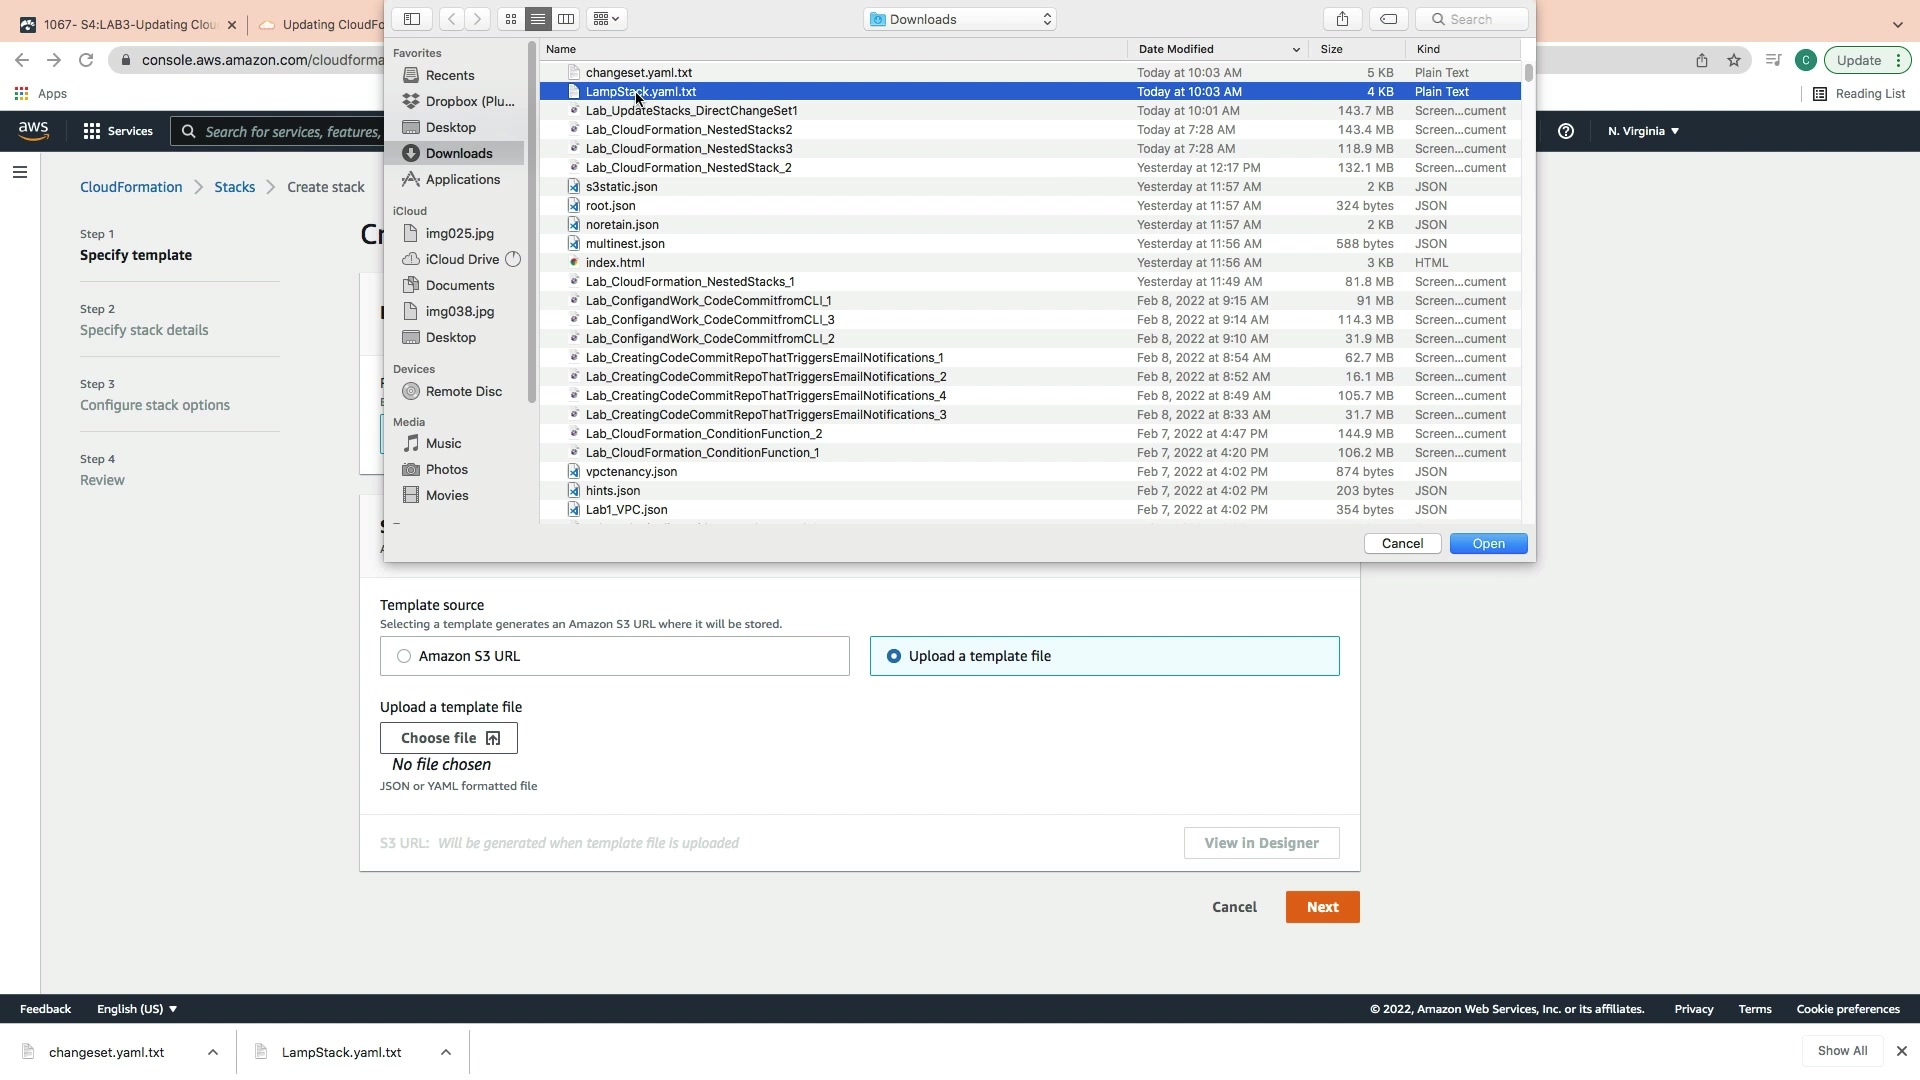 1067- S4:LAB3-Updating Clou
Updating CloudFo
console.aws.amazon.com/cloudforma
Update
Apps
Reading List
aws
Services
Search for services, features,
N. Virginia
CloudFormation
Stacks
Create stack
Step 1
Specify template
Step 2
Specify stack details
Step 3
Configure stack options
Step 4
Review
Cr
Downloads
Search
Favorites
Recents
Dropbox (Plu...
Desktop
Downloads
Applications
iCloud
img025.jpg
iCloud Drive
Documents
img038.jpg
Desktop
Devices
Remote Disc
Media
Music
Photos
Movies
Name Date Modified Size Kind
changeset.yaml.txt Today at 10:03 AM 5 KB Plain Text
LampStack.yaml.txt Today at 10:03 AM 4 KB Plain Text
Lab_UpdateStacks_DirectChangeSet1 Today at 10:01 AM 143.7 MB Screen...cument
Lab_CloudFormation_NestedStacks2 Today at 7:28 AM 143.4 MB Screen...cument
Lab_CloudFormation_NestedStacks3 Today at 7:28 AM 118.9 MB Screen...cument
Lab_CloudFormation_NestedStack_2 Yesterday at 12:17 PM 132.1 MB Screen...cument
s3static.json Yesterday at 11:57 AM 2 KB JSON
root.json Yesterday at 11:57 AM 324 bytes JSON
noretain.json Yesterday at 11:57 AM 2 KB JSON
multinest.json Yesterday at 11:56 AM 588 bytes JSON
index.html Yesterday at 11:56 AM 3 KB HTML
Lab_CloudFormation_NestedStacks_1 Yesterday at 11:49 AM 81.8 MB Screen...cument
Lab_ConfigandWork_CodeCommitfromCLI_1 Feb 8, 2022 at 9:15 AM 91 MB Screen...cument
Lab_ConfigandWork_CodeCommitfromCLI_3 Feb 8, 2022 at 9:14 AM 114.3 MB Screen...cument
Lab_ConfigandWork_CodeCommitfromCLI_2 Feb 8, 2022 at 9:10 AM 31.9 MB Screen...cument
Lab_CreatingCodeCommitRepoThatTriggersEmailNotifications_1 Feb 8, 2022 at 8:54 AM 62.7 MB Screen...cument
Lab_CreatingCodeCommitRepoThatTriggersEmailNotifications_2 Feb 8, 2022 at 8:52 AM 16.1 MB Screen...cument
Lab_CreatingCodeCommitRepoThatTriggersEmailNotifications_4 Feb 8, 2022 at 8:49 AM 105.7 MB Screen...cument
Lab_CreatingCodeCommitRepoThatTriggersEmailNotifications_3 Feb 8, 2022 at 8:33 AM 31.7 MB Screen...cument
Lab_CloudFormation_ConditionFunction_2 Feb 7, 2022 at 4:47 PM 144.9 MB Screen...cument
Lab_CloudFormation_ConditionFunction_1 Feb 7, 2022 at 4:20 PM 106.2 MB Screen...cument
vpctenancy.json Feb 7, 2022 at 4:02 PM 874 bytes JSON
hints.json Feb 7, 2022 at 4:02 PM 203 bytes JSON
Lab1_VPC.json Feb 7, 2022 at 4:02 PM 354 bytes JSON
Cancel
Open
Template source
Selecting a template generates an Amazon S3 URL where it will be stored.
Amazon S3 URL
Upload a template file
Upload a template file
Choose file
No file chosen
JSON or YAML formatted file
S3 URL: Will be generated when template file is uploaded
View in Designer
Cancel
Next
Feedback
English (US)
© 2022, Amazon Web Services, Inc. or its affiliates.
Privacy
Terms
Cookie preferences
changeset.yaml.txt
LampStack.yaml.txt
Show All